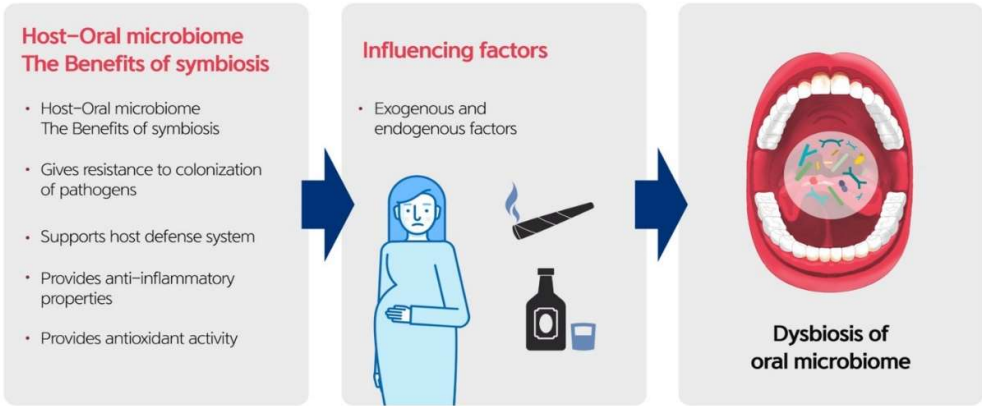 Host-Oral microbiome
The Benefits of symbiosis
• Host-Oral microbiome
The Benefits of symbiosis
• Gives resistance to colonization
of pathogens
• Supports host defense system
• Provides anti-inflammatory
properties
• Provides antioxidant activity
Influencing factors
• Exogenous and
endogenous factors
Dysbiosis of
oral microbiome